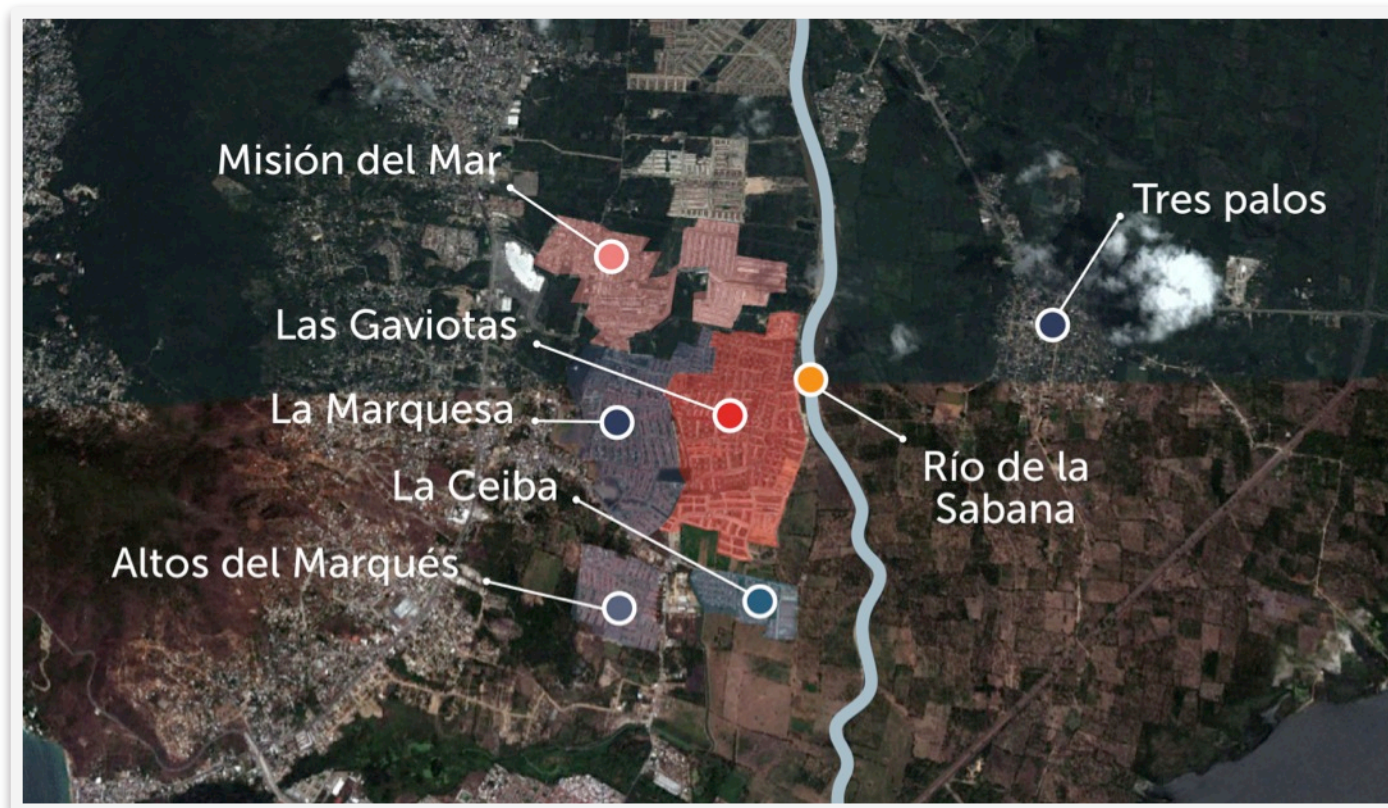 Misión del Mar
Tres palos
Las Gaviotas
La Marquesa
Río de la
Sabana
La Ceiba
Altos del Marqués